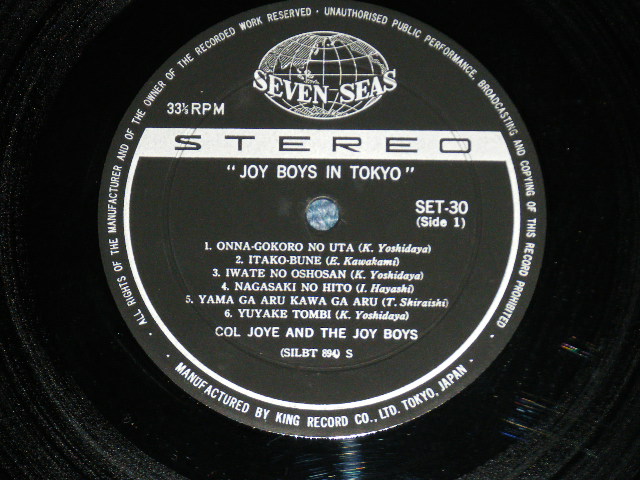 ALL RIGHTS OF THE MANUFACTURER AND OF THE OWNER OF THE RECORDED WORK RESERVED · UNAUTHORISED PUBLIC PERFORMANCE, BROADCASTING AND COPYING OF THIS RECORD PROHIBITED ·
SEVEN SEAS
33⅓ RPM
STEREO
"JOY BOYS IN TOKYO"
SET-30
(Side 1)
1. ONNA-GOKORO NO UTA (K. Yoshidaya)
2. ITAKO-BUNE (E. Kawakami)
3. IWATE NO OSHOSAN (K. Yoshidaya)
4. NAGASAKI NO HITO (J. Hayashi)
5. YAMA GA ARU KAWA GA ARU (T. Shiraishi)
6. YUYAKE TOMBI (K. Yoshidaya)
COL JOYE AND THE JOY BOYS
(SILBT 894) S
MANUFACTURED BY KING RECORD CO., LTD. TOKYO, JAPAN ·